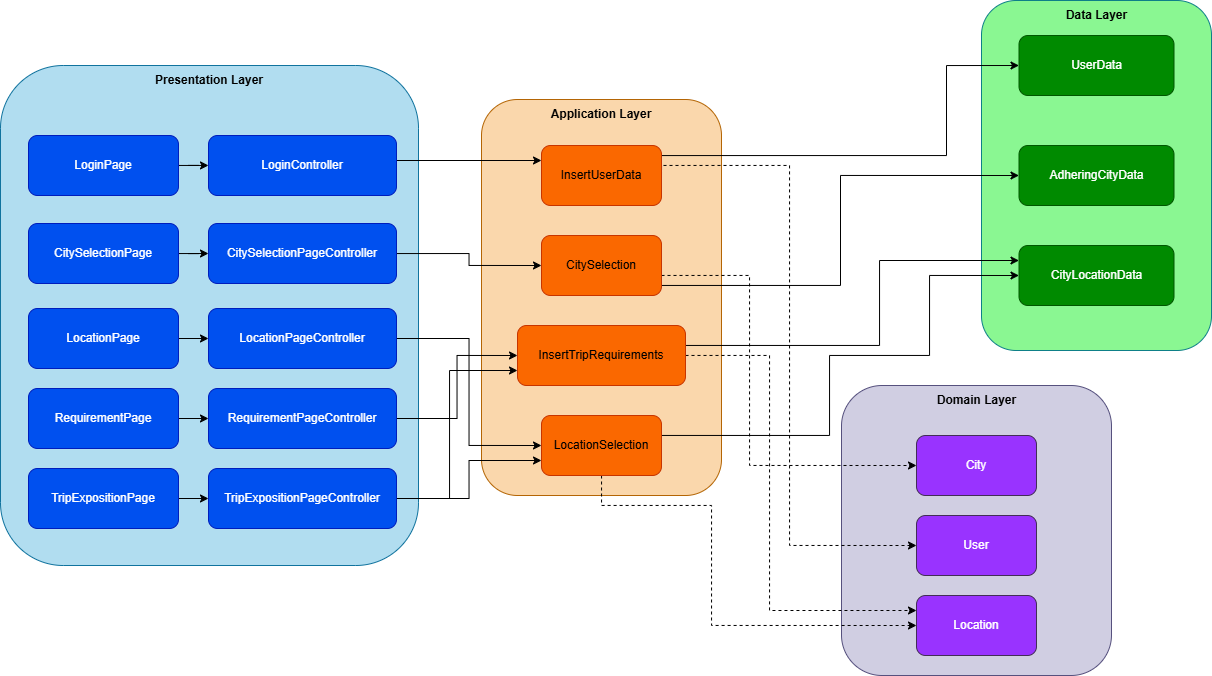 Presentation Layer
LoginPage
LoginController
CitySelectionPage
CitySelectionPageController
LocationPage
LocationPageController
RequirementPage
RequirementPageController
TripExpositionPage
TripExpositionPageController
Application Layer
InsertUserData
CitySelection
InsertTripRequirements
LocationSelection
Data Layer
UserData
AdheringCityData
CityLocationData
Domain Layer
City
User
Location